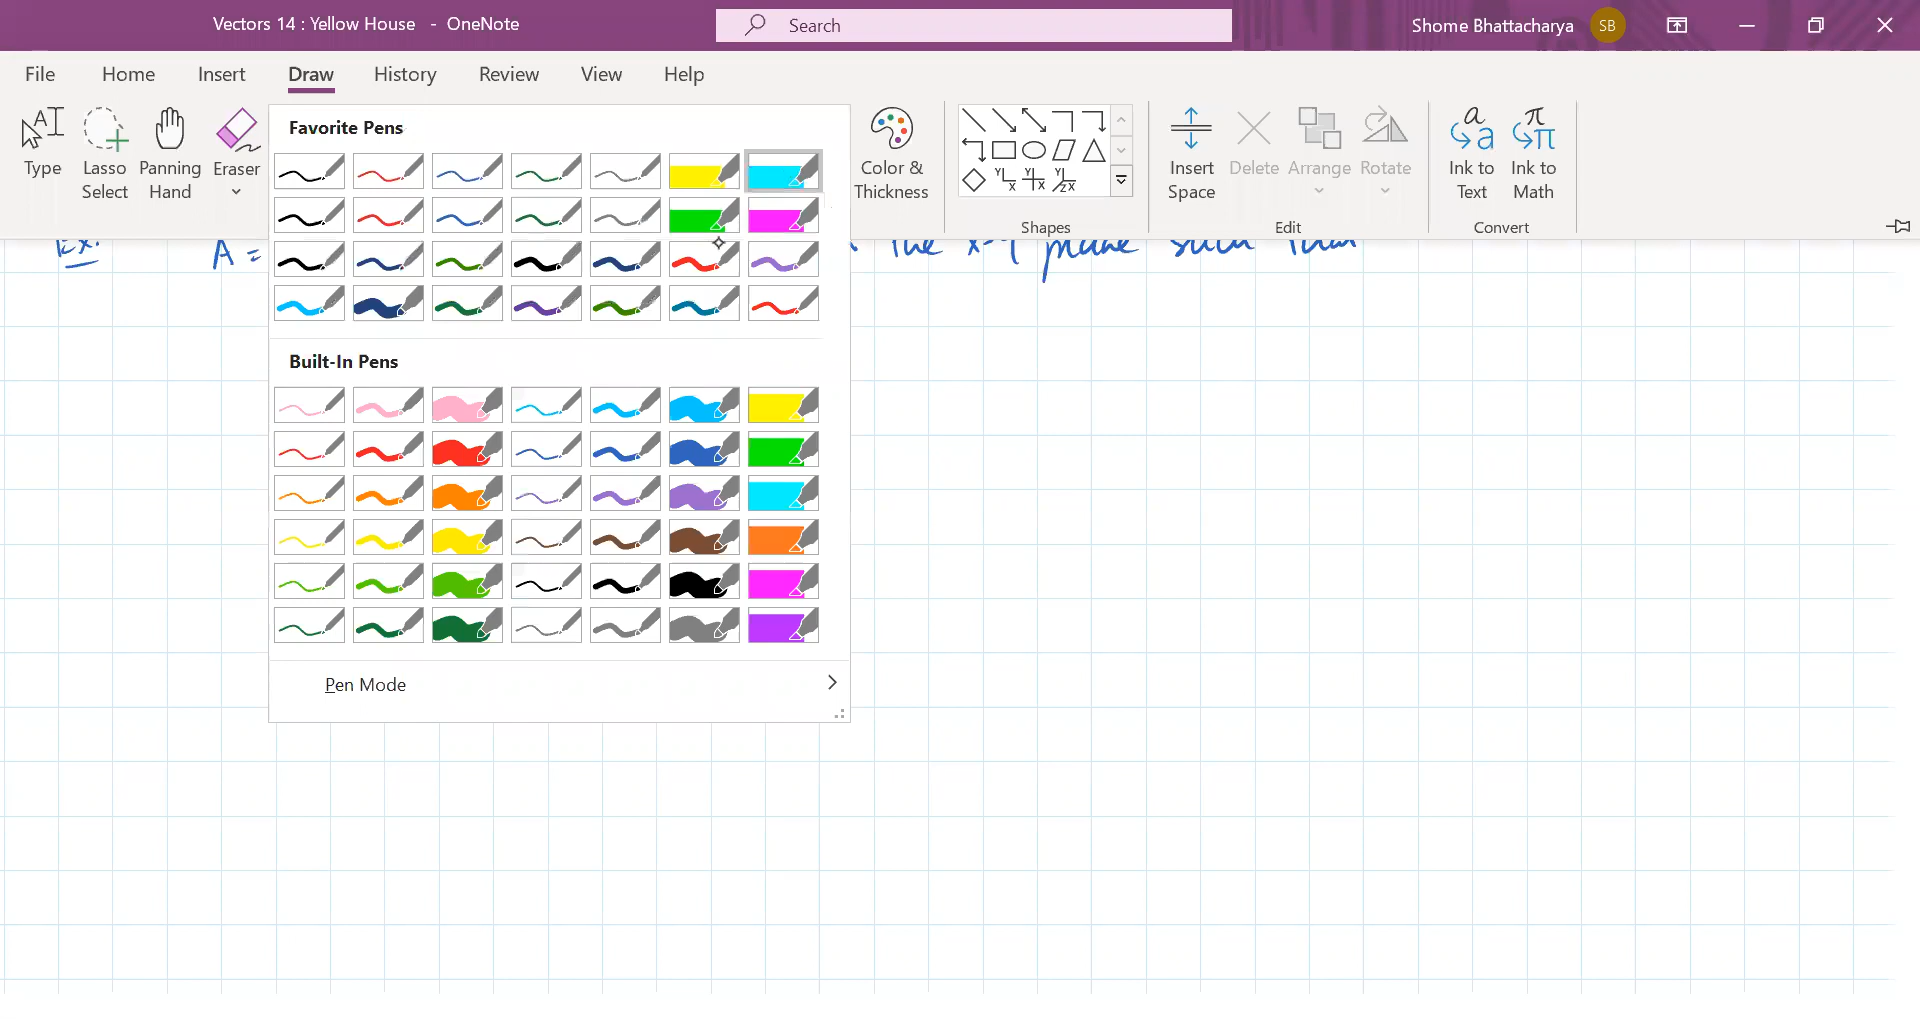 Vectors 14 : Yellow House - OneNote
Search
Shome Bhattacharya
SB
File Home Insert Draw History Review View Help
Type
Lasso Select
Panning Hand
Eraser
Favorite Pens
Built-In Pens
Pen Mode
Color & Thickness
Shapes
Insert Space
Delete
Arrange
Rotate
Edit
Ink to Text
Ink to Math
Convert
Ex. A = the x-y plane such that